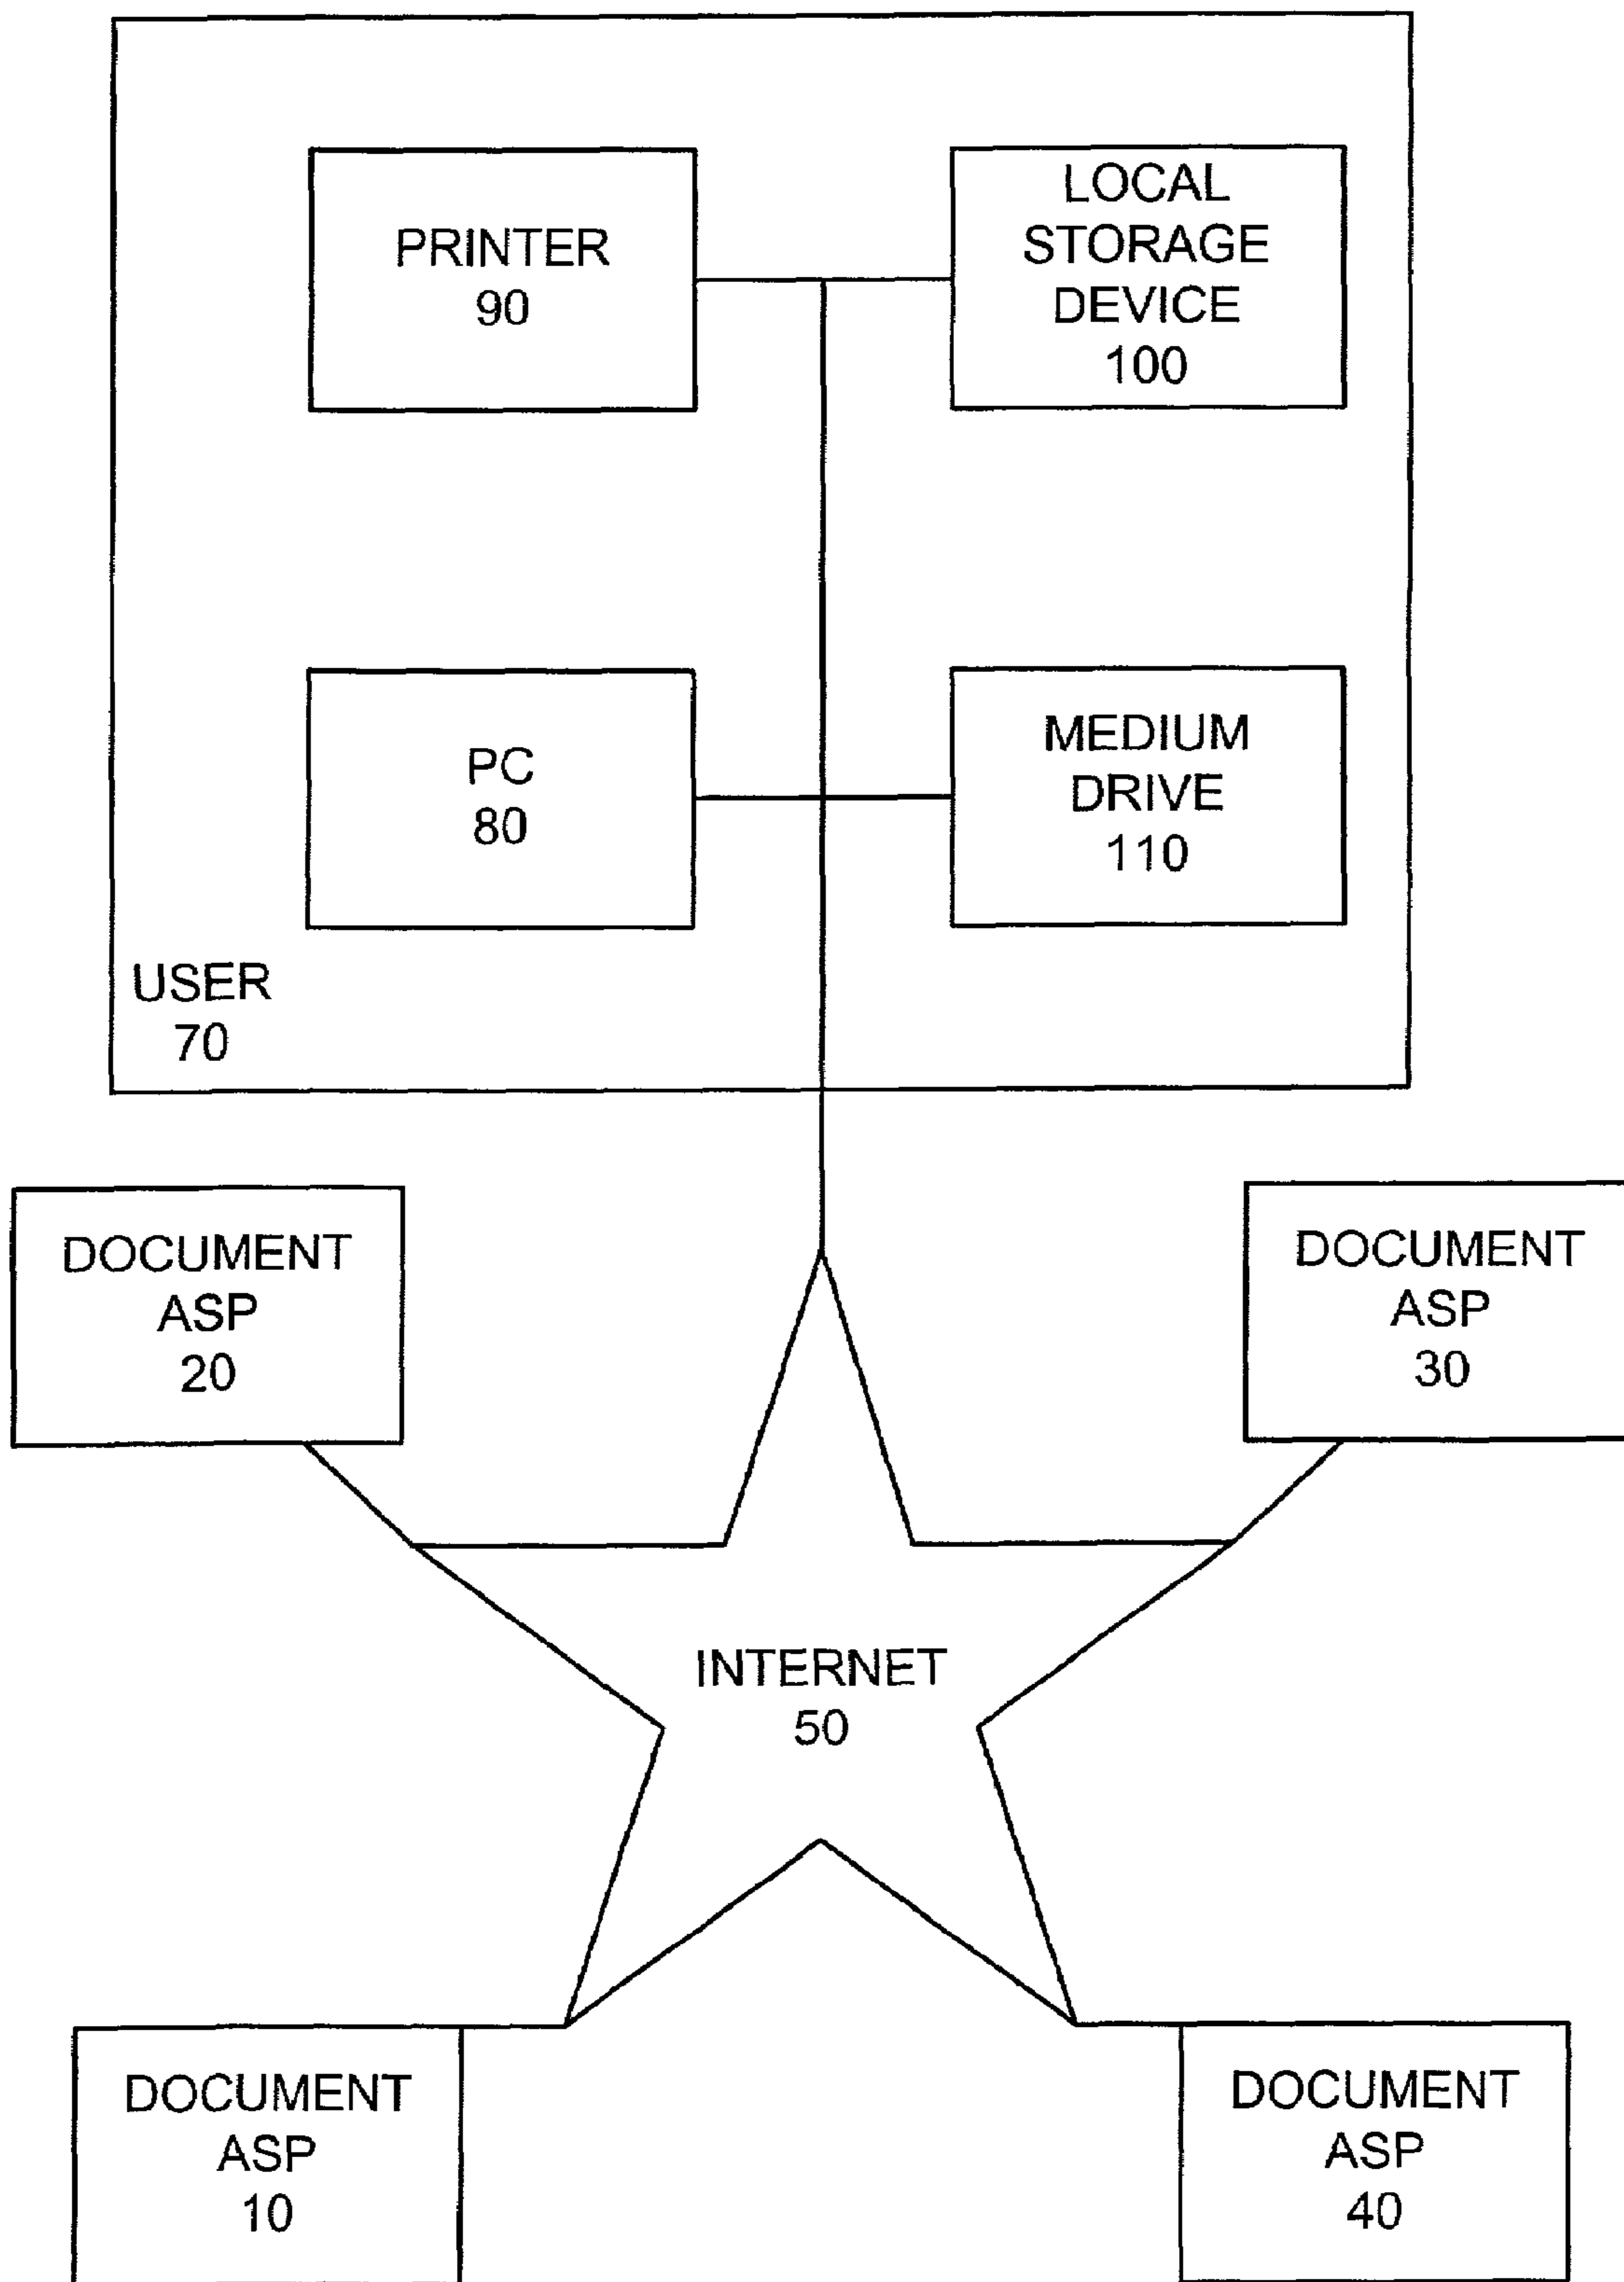 PRINTER
90
LOCAL
STORAGE
DEVICE
100
PC
80
MEDIUM
DRIVE
110
USER
70
DOCUMENT
ASP
20
DOCUMENT
ASP
30
INTERNET
50
DOCUMENT
ASP
10
DOCUMENT
ASP
40